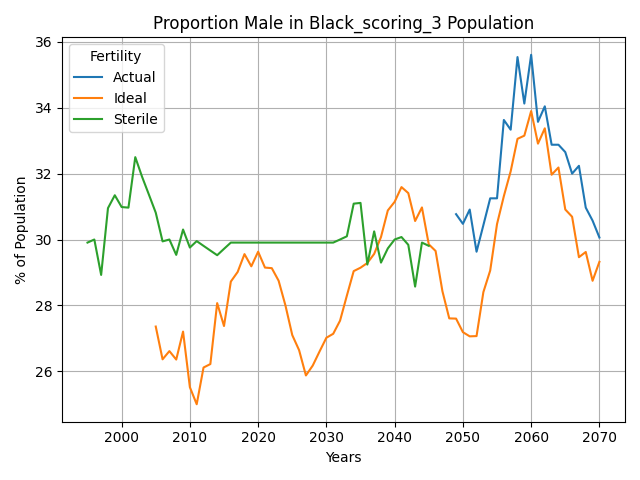 Proportion Male in Black_scoring_3 Population
% of Population
36
34
32
30
28
26
Fertility
Actual
Ideal
Sterile
2000 2010 2020 2030 2040 2050 2060 2070
Years